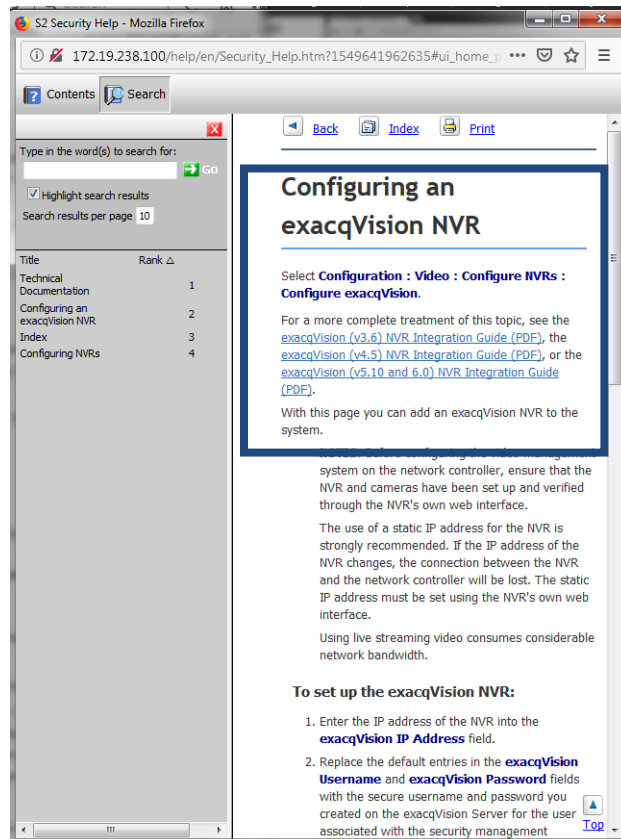 S2 Security Help - Mozilla Firefox
172.19.238.100/help/en/Security_Help.htm?1549641962635#ui_home_p
Contents Search
Type in the word(s) to search for:
Go
Highlight search results
Search results per page 10
Title Rank △
Technical
Documentation 1
Configuring an
exacqVision NVR 2
Index 3
Configuring NVRs 4
Back Index Print
Configuring an
exacqVision NVR
Select Configuration : Video : Configure NVRs :
Configure exacqVision.
For a more complete treatment of this topic, see the
exacqVision (v3.6) NVR Integration Guide (PDF), the
exacqVision (v4.5) NVR Integration Guide (PDF), or the
exacqVision (v5.10 and 6.0) NVR Integration Guide
(PDF).
With this page you can add an exacqVision NVR to the
system.
system on the network controller, ensure that the
NVR and cameras have been set up and verified
through the NVR's own web interface.
The use of a static IP address for the NVR is
strongly recommended. If the IP address of the
NVR changes, the connection between the NVR
and the network controller will be lost. The static
IP address must be set using the NVR's own web
interface.
Using live streaming video consumes considerable
network bandwidth.
To set up the exacqVision NVR:
1. Enter the IP address of the NVR into the
exacqVision IP Address field.
2. Replace the default entries in the exacqVision
Username and exacqVision Password fields
with the secure username and password you
created on the exacqVision Server for the user
associated with the security management
Top